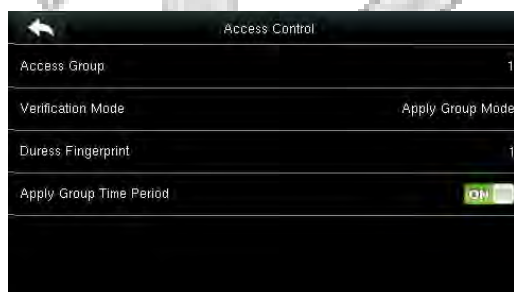 Access Control
Access Group 1
Verification Mode Apply Group Mode
Duress Fingerprint 1
Apply Group Time Period ON